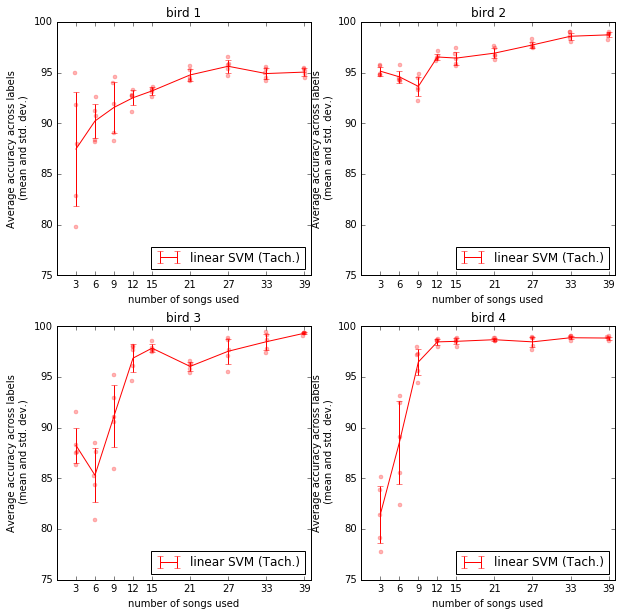 bird 1
100
95
90
85
80
75
Average accuracy across labels
(mean and std. dev.)
linear SVM (Tach.)
3 6 9 12 15 21 27 33 39
number of songs used
bird 2
100
95
90
85
80
75
Average accuracy across labels
(mean and std. dev.)
linear SVM (Tach.)
3 6 9 12 15 21 27 33 39
number of songs used
bird 3
100
95
90
85
80
75
Average accuracy across labels
(mean and std. dev.)
linear SVM (Tach.)
3 6 9 12 15 21 27 33 39
number of songs used
bird 4
100
95
90
85
80
75
Average accuracy across labels
(mean and std. dev.)
linear SVM (Tach.)
3 6 9 12 15 21 27 33 39
number of songs used